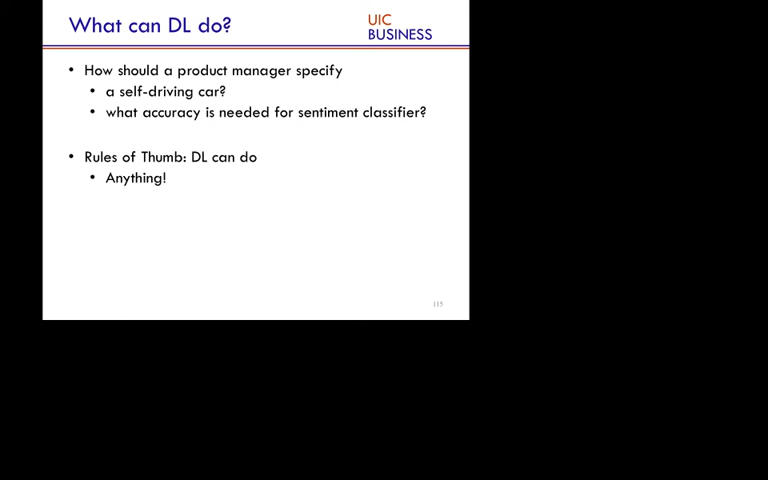 What can DL do?
UIC
BUSINESS
• How should a product manager specify
• a self-driving car?
• what accuracy is needed for sentiment classifier?
• Rules of Thumb: DL can do
• Anything!
115